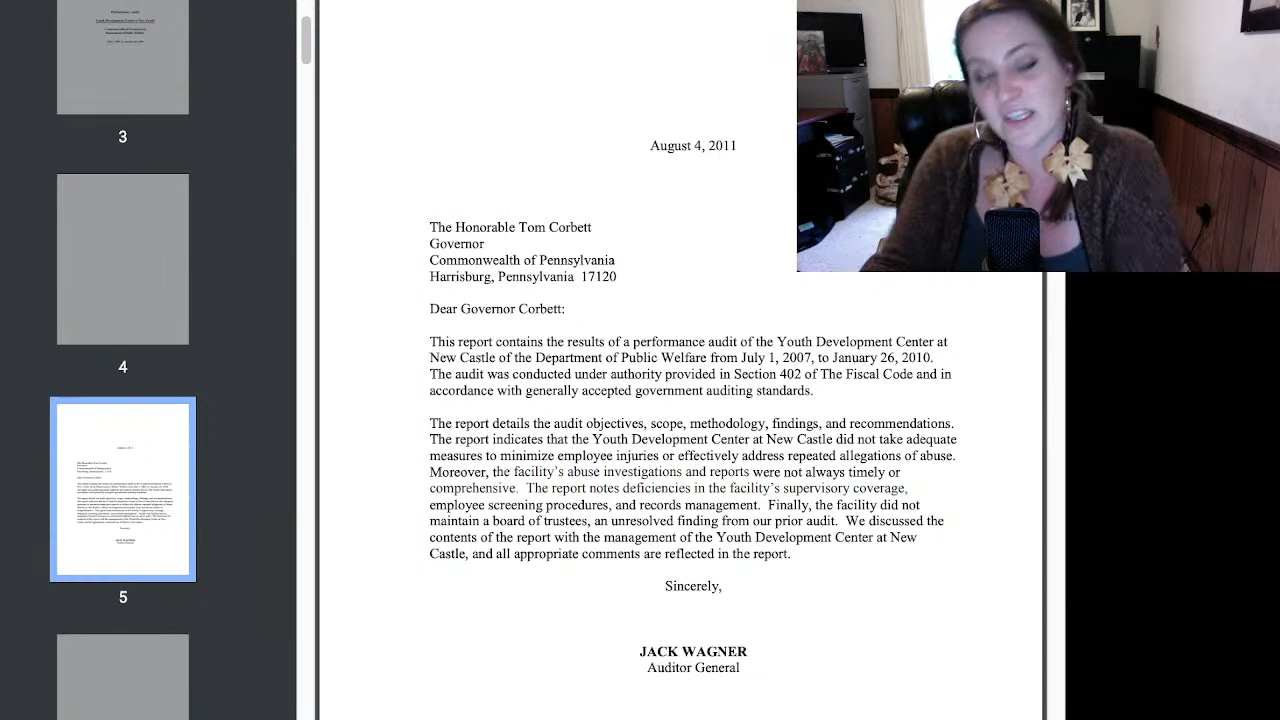 3
4
5
August 4, 2011
The Honorable Tom Corbett
Governor
Commonwealth of Pennsylvania
Harrisburg, Pennsylvania 17120
Dear Governor Corbett:
This report contains the results of a performance audit of the Youth Development Center at
New Castle of the Department of Public Welfare from July 1, 2007, to January 26, 2010.
The audit was conducted under authority provided in Section 402 of The Fiscal Code and in
accordance with generally accepted government auditing standards.
The report details the audit objectives, scope, methodology, findings, and recommendations.
The report indicates that the Youth Development Center at New Castle did not take adequate
measures to minimize employee injuries or effectively address repeated allegations of abuse.
Moreover, the facility's abuse investigations and reports were not always timely or
comprehensive. The report notes deficiencies in the facility's supervisory coverage,
employee screening procedures, and records management. Finally, the facility did not
maintain a board of trustees, an unresolved finding from our prior audit. We discussed the
contents of the report with the management of the Youth Development Center at New
Castle, and all appropriate comments are reflected in the report.
Sincerely,
JACK WAGNER
Auditor General